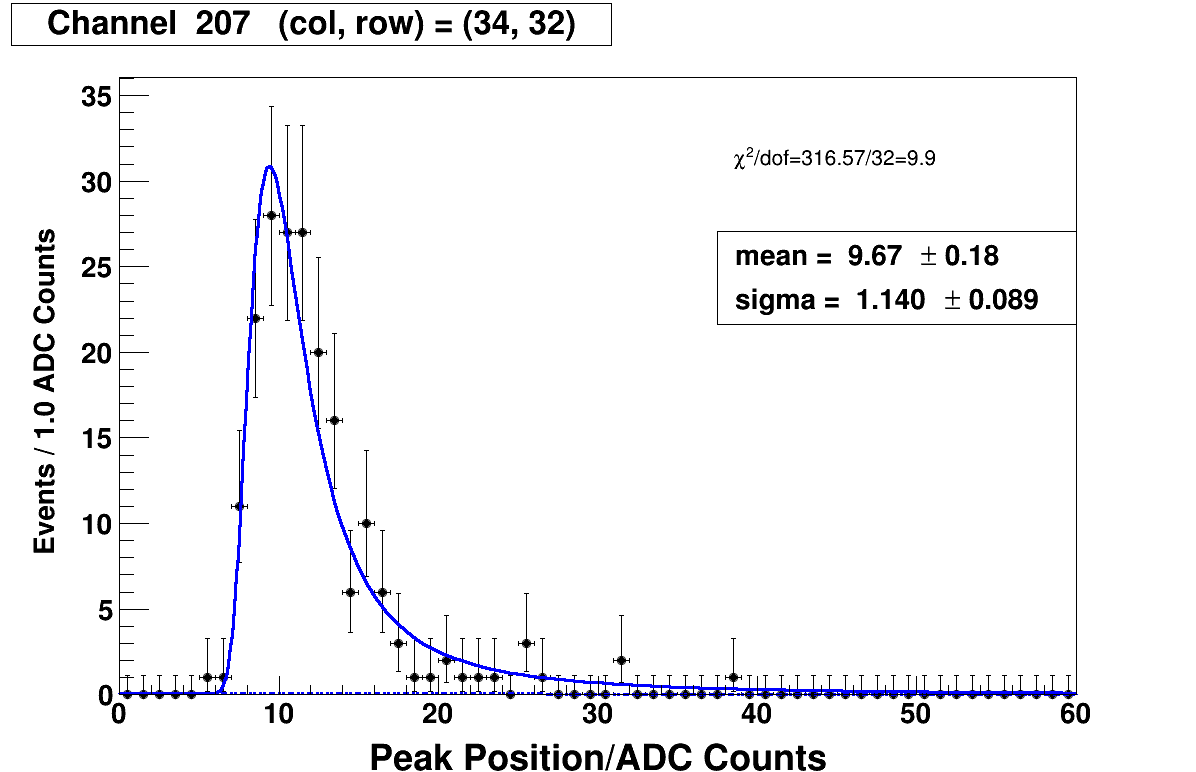 Channel 207 (col, row) = (34, 32)
35
30
25
20
15
10
5
0
Events / 1.0 ADC Counts
χ²/dof=316.57/32=9.9
mean = 9.67 ± 0.18
sigma = 1.140 ± 0.089
0 10 20 30 40 50 60
Peak Position/ADC Counts